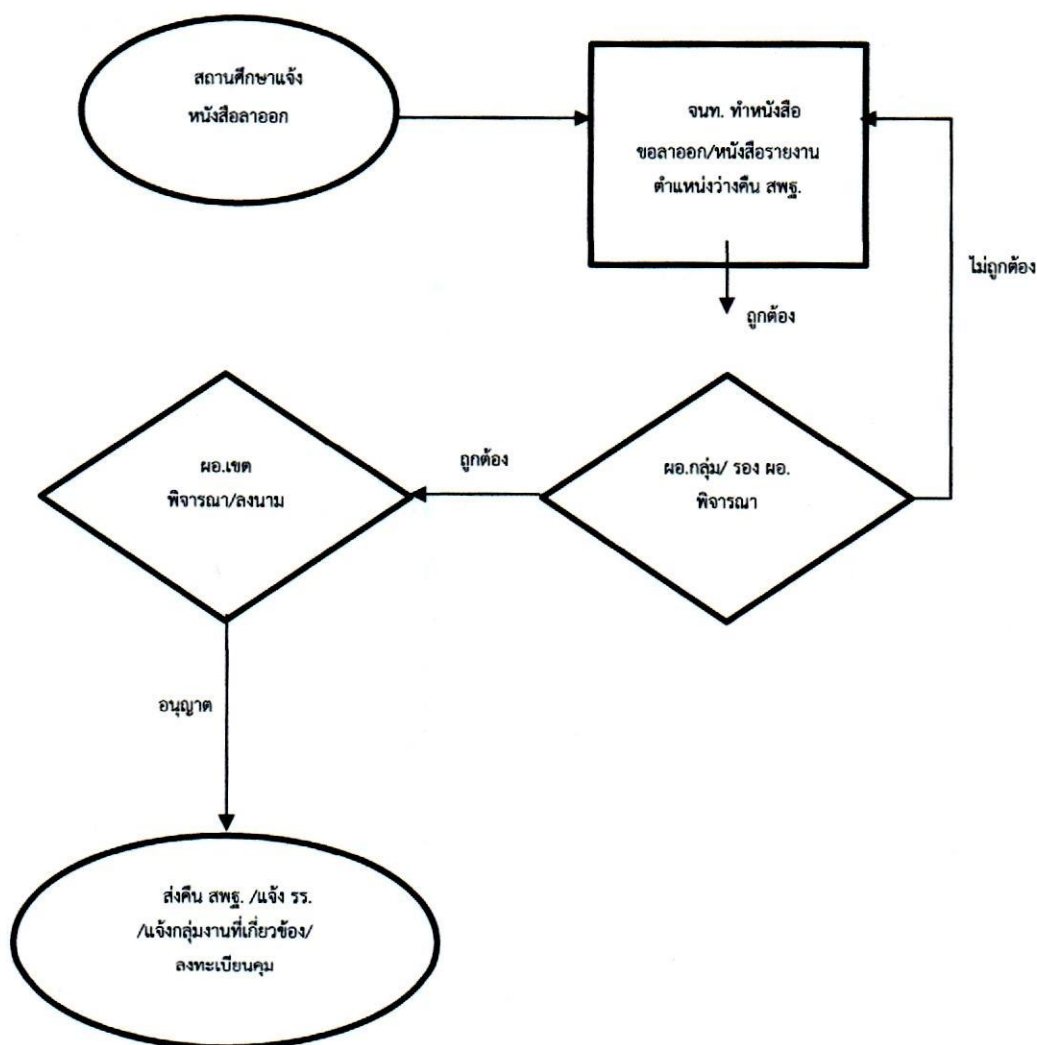 สถานศึกษาแจ้ง
หนังสือลาออก
จนท. ทำหนังสือ
ขอลาออก/หนังสือรายงาน
ตำแหน่งว่างคืน สพฐ.
ไม่ถูกต้อง
ถูกต้อง
ผอ.กลุ่ม/ รอง ผอ.
พิจารณา
ถูกต้อง
ผอ.เขต
พิจารณา/ลงนาม
อนุญาต
ส่งคืน สพฐ. /แจ้ง รร.
/แจ้งกลุ่มงานที่เกี่ยวข้อง/
ลงทะเบียนคุม